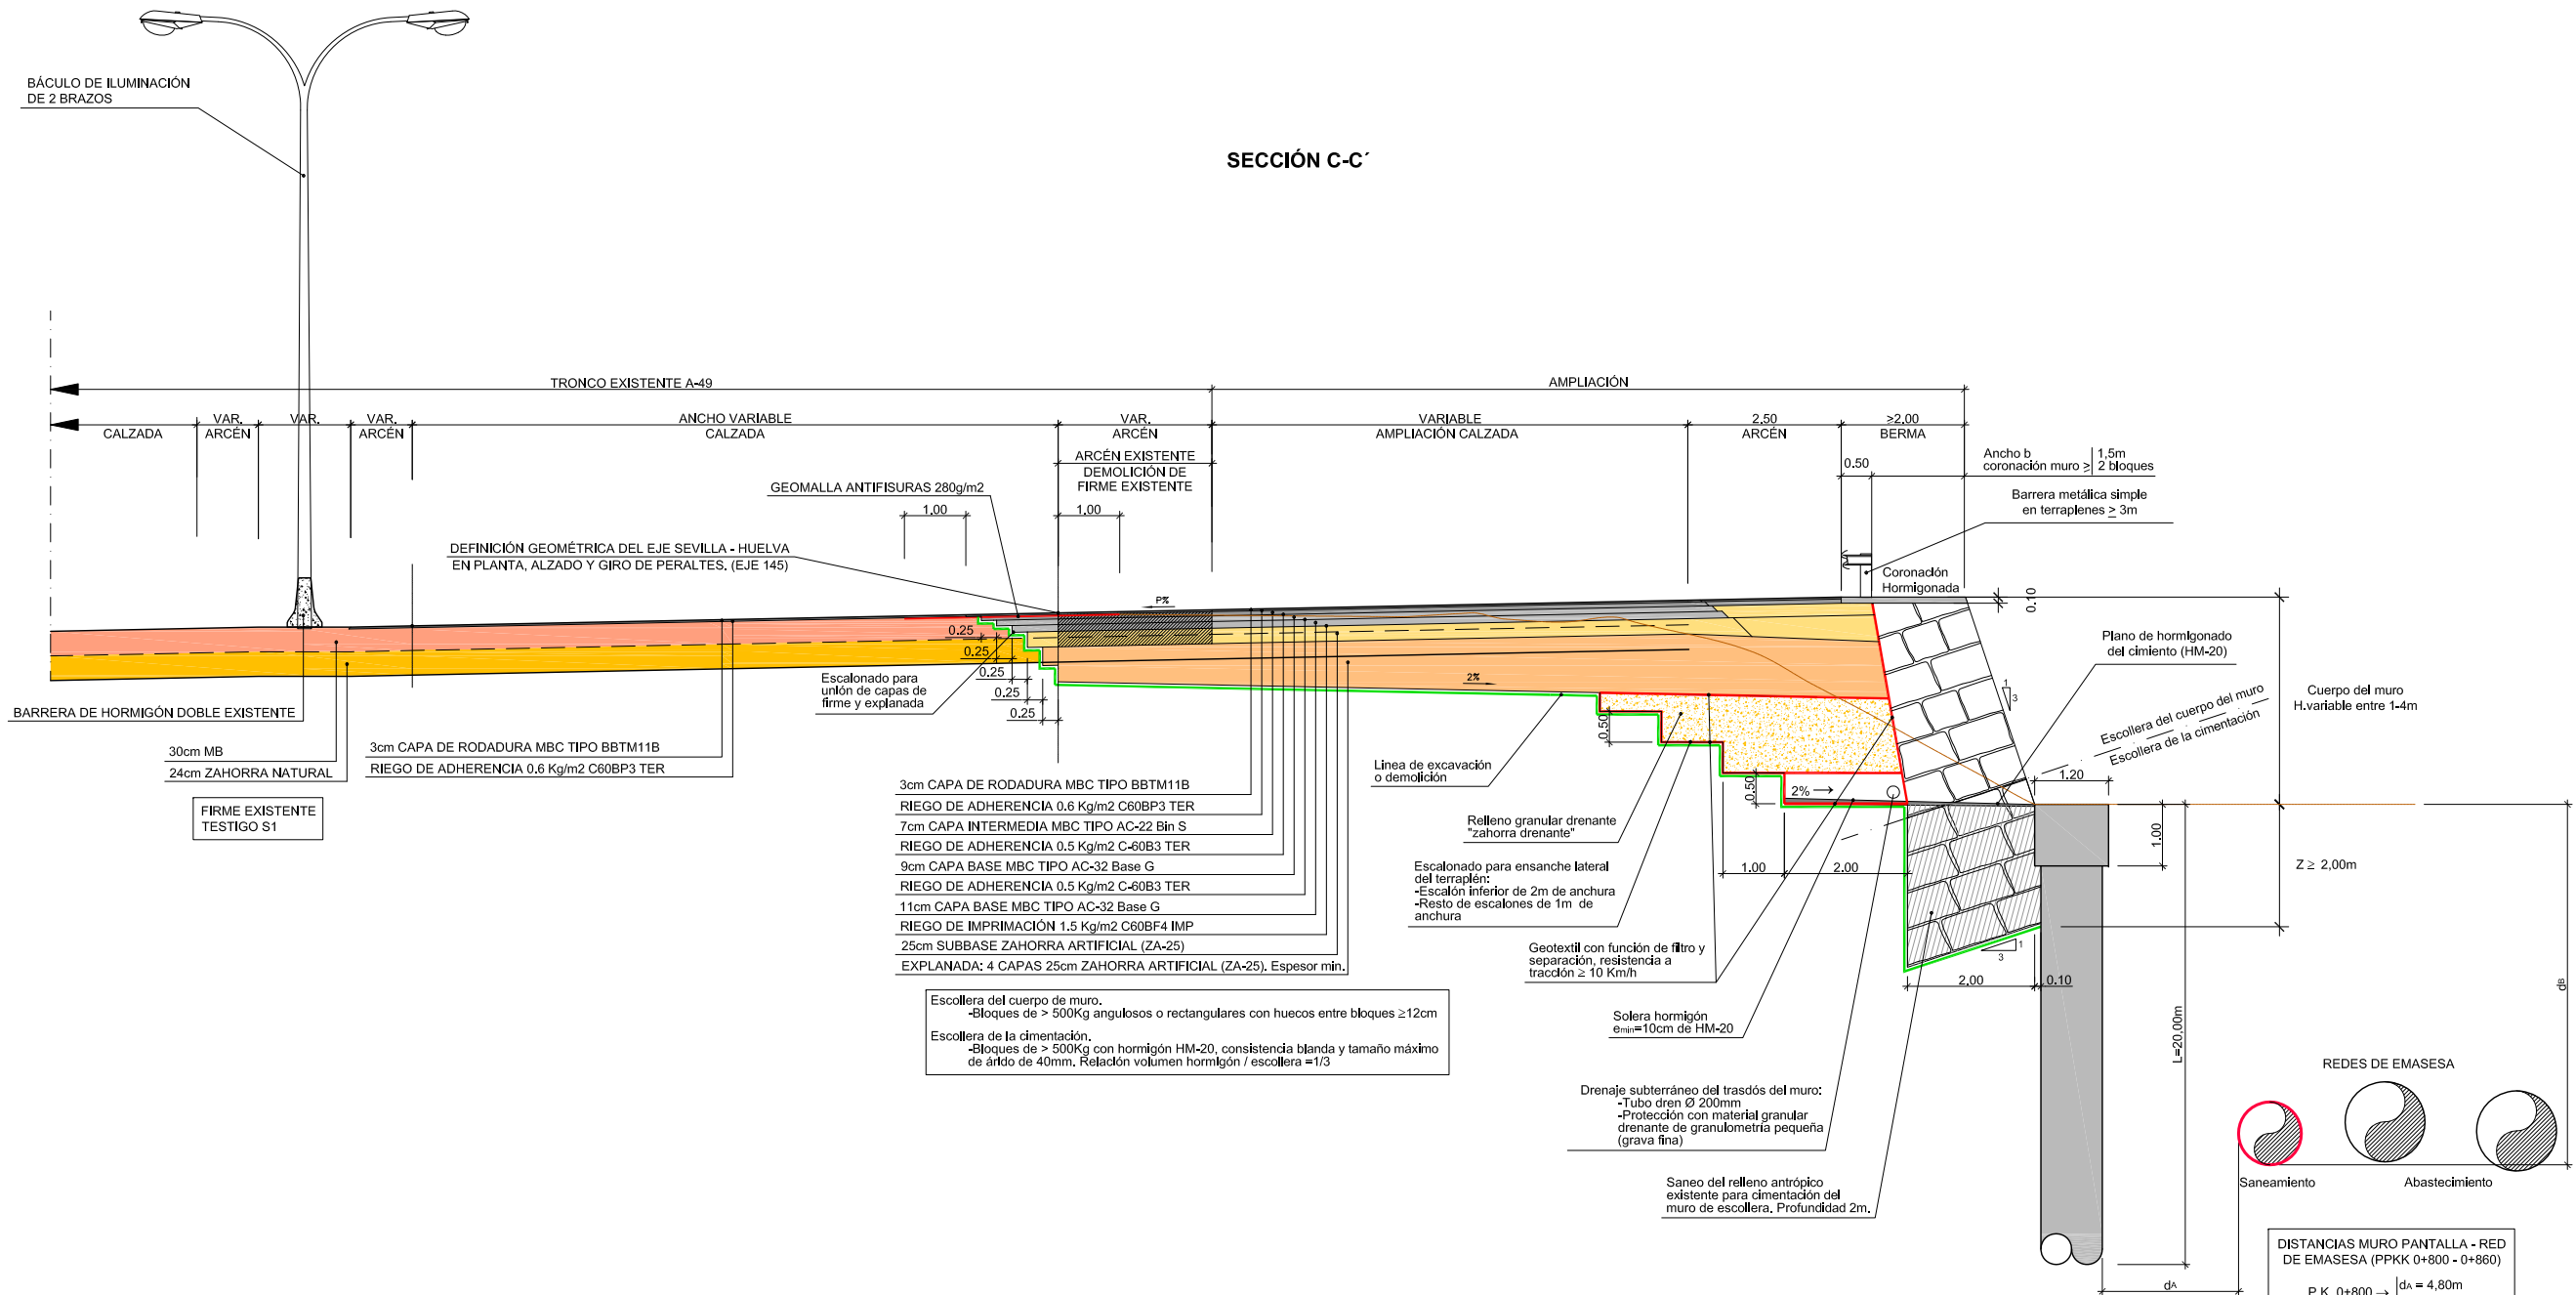 BÁCULO DE ILUMINACIÓN
DE 2 BRAZOS
SECCIÓN C-C´
TRONCO EXISTENTE A-49
AMPLIACIÓN
CALZADA
VAR.
ARCÉN
VAR.
VAR.
ARCÉN
ANCHO VARIABLE
CALZADA
VAR.
ARCÉN
VARIABLE
AMPLIACIÓN CALZADA
2.50
ARCÉN
>2.00
BERMA
ARCÉN EXISTENTE
DEMOLICIÓN DE
FIRME EXISTENTE
0.50
Ancho b
coronación muro ≥
1,5m
2 bloques
GEOMALLA ANTIFISURAS 280g/m2
1.00
1.00
Barrera metálica simple
en terraplenes ≥ 3m
DEFINICIÓN GEOMÉTRICA DEL EJE SEVILLA - HUELVA
EN PLANTA, ALZADO Y GIRO DE PERALTES. (EJE 145)
Coronación
Hormigonada
P%
0.10
0.25
0.25
0.25
0.25
0.25
2%
Plano de hormigonado
del cimiento (HM-20)
Escalonado para
unión de capas de
firme y explanada
1
3
Cuerpo del muro
H.variable entre 1-4m
Escollera del cuerpo del muro
Escollera de la cimentación
BARRERA DE HORMIGÓN DOBLE EXISTENTE
30cm MB
24cm ZAHORRA NATURAL
FIRME EXISTENTE
TESTIGO S1
3cm CAPA DE RODADURA MBC TIPO BBTM11B
RIEGO DE ADHERENCIA 0.6 Kg/m2 C60BP3 TER
0.50
Linea de excavación
o demolición
0.50
2%
1.20
1.00
3cm CAPA DE RODADURA MBC TIPO BBTM11B
RIEGO DE ADHERENCIA 0.6 Kg/m2 C60BP3 TER
7cm CAPA INTERMEDIA MBC TIPO AC-22 Bin S
RIEGO DE ADHERENCIA 0.5 Kg/m2 C-60B3 TER
9cm CAPA BASE MBC TIPO AC-32 Base G
RIEGO DE ADHERENCIA 0.5 Kg/m2 C-60B3 TER
11cm CAPA BASE MBC TIPO AC-32 Base G
RIEGO DE IMPRIMACIÓN 1.5 Kg/m2 C60BF4 IMP
25cm SUBBASE ZAHORRA ARTIFICIAL (ZA-25)
EXPLANADA: 4 CAPAS 25cm ZAHORRA ARTIFICIAL (ZA-25). Espesor min.
Relleno granular drenante
"zahorra drenante"
Escalonado para ensanche lateral
del terraplén:
-Escalón inferior de 2m de anchura
-Resto de escalones de 1m de
anchura
1.00
2.00
Z ≥ 2,00m
Geotextil con función de filtro y
separación, resistencia a
tracción ≥ 10 Km/h
1
3
2.00
0.10
Escollera del cuerpo de muro.
-Bloques de > 500Kg angulosos o rectangulares con huecos entre bloques ≥12cm
Escollera de la cimentación.
-Bloques de > 500Kg con hormigón HM-20, consistencia blanda y tamaño máximo
de árido de 40mm. Relación volumen hormigón / escollera =1/3
Solera hormigón
emin=10cm de HM-20
L=20.00m
dB
Drenaje subterráneo del trasdós del muro:
-Tubo dren Ø 200mm
-Protección con material granular
drenante de granulometría pequeña
(grava fina)
REDES DE EMASESA
Saneamiento
Abastecimiento
Saneo del relleno antrópico
existente para cimentación del
muro de escollera. Profundidad 2m.
DISTANCIAS MURO PANTALLA - RED
DE EMASESA (PPKK 0+800 - 0+860)
dA
P.K. 0+800 →
dA = 4,80m